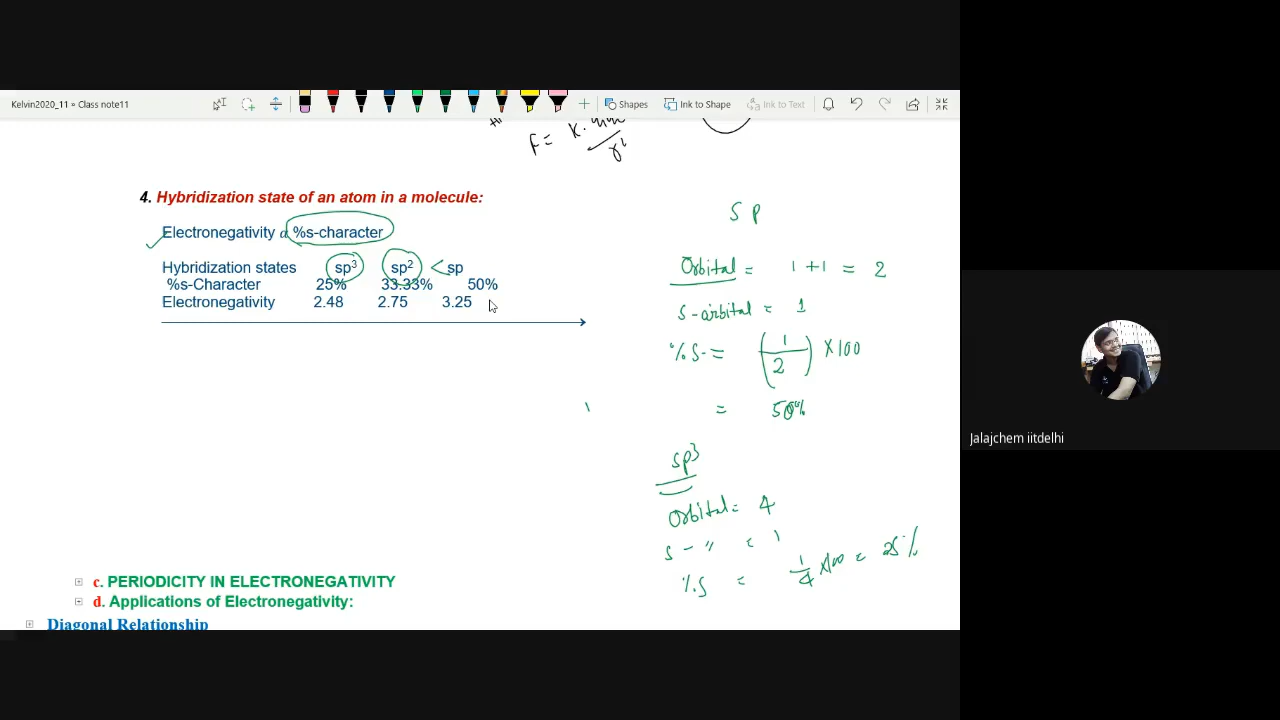 Kelvin2020_11 » Class note11
Shapes
Ink to Shape
Ink to Text
F =
4. Hybridization state of an atom in a molecule:
Electronegativity α %s-character
Hybridization states sp³ sp² < sp
%s-Character 25% 33.33% 50%
Electronegativity 2.48 2.75 3.25
SP
Orbital = 1 + 1 = 2
s-orbital = 1
%S = (1/2) × 100
= 50%
sp³
Orbital = 4
s - " = 1
%S = 1/4 × 100 = 25%
c. PERIODICITY IN ELECTRONEGATIVITY
d. Applications of Electronegativity:
Diagonal Relationship
Jalajchem iitdelhi